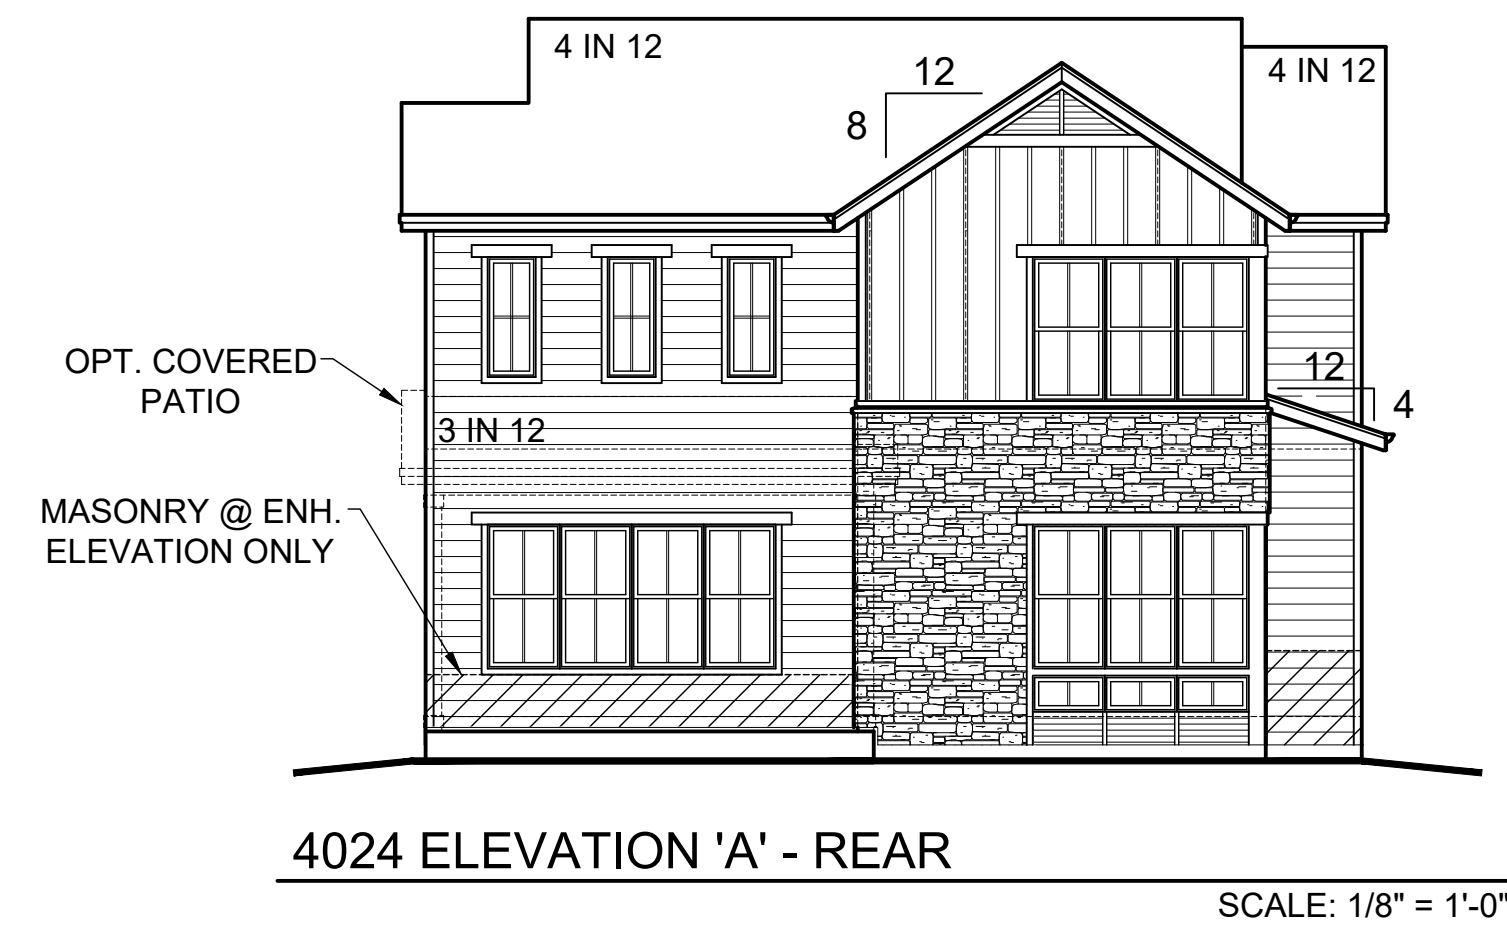 4 IN 12
12
8
4 IN 12
OPT. COVERED
PATIO
3 IN 12
12
4
MASONRY @ ENH.
ELEVATION ONLY
4024 ELEVATION 'A' - REAR
SCALE: 1/8" = 1'-0"